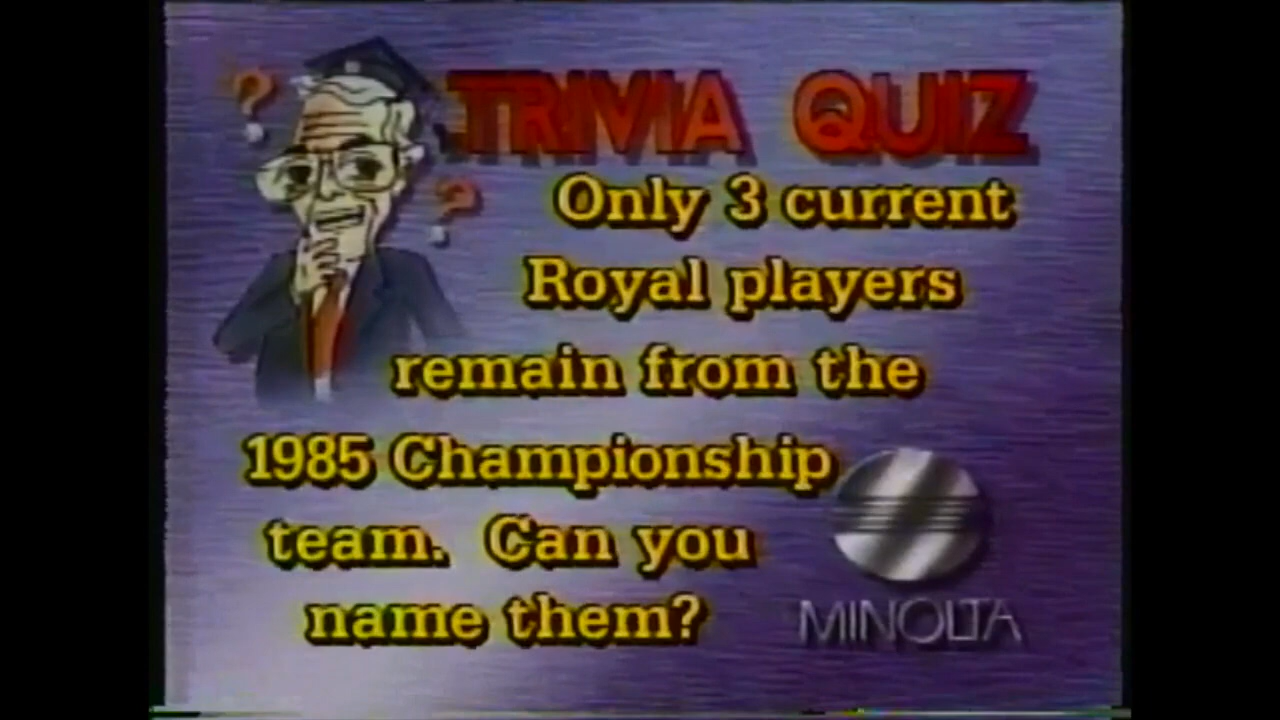 TRIVIA QUIZ
Only 3 current
Royal players
remain from the
1985 Championship
team. Can you
name them?
MINOLTA